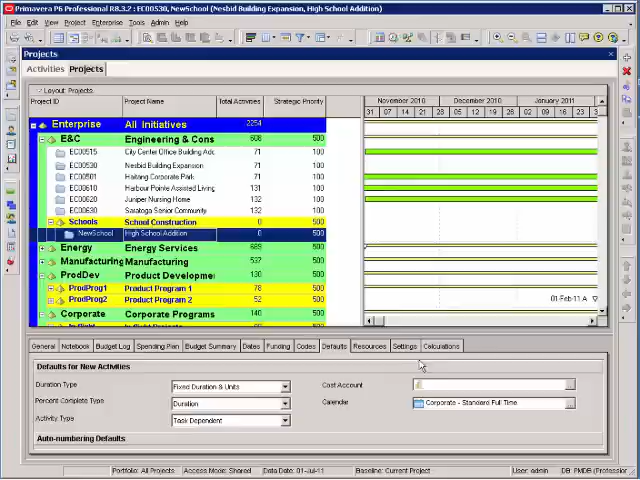 Primavera P6 Professional R8.3.2 : EC00530, NewSchool (Nesbid Building Expansion, High School Addition)
File Edit View Project Enterprise Tools Admin Help
Projects
Activities Projects
Layout: Projects
Project ID Project Name Total Activities Strategic Priority November 2010 December 2010 January 2011
31 07 14 21 28 05 12 19 26 02 09 16 23
Enterprise All Initiatives 2254
E&C Engineering & Cons 608 500
EC00515 City Center Office Building Adc 71 100
EC00530 Nesbid Building Expansion 71 500
EC00501 Haitang Corporate Park 71 100
EC00610 Harbour Pointe Assisted Living 131 100
EC00620 Juniper Nursing Home 132 100
EC00630 Saratoga Senior Community 132 100
Schools School Construction 0 500
NewSchool High School Addition 0 500
Energy Energy Services 689 500
Manufacturing Manufacturing 537 500
ProdDev Product Developme 130 500
ProdProg1 Product Program 1 78 500
ProdProg2 Product Program 2 52 500 01-Feb-11 A
Corporate Corporate Programs 500
General Notebook Budget Log Spending Plan Budget Summary Dates Funding Codes Defaults Resources Settings Calculations
Defaults for New Activities
Duration Type Fixed Duration & Units Cost Account
Percent Complete Type Duration Calendar Corporate - Standard Full Time
Activity Type Task Dependent
Auto-numbering Defaults
Portfolio: All Projects Access Mode: Shared Data Date: 01-Jul-11 Baseline: Current Project User: admin DB: PMDB (Profession